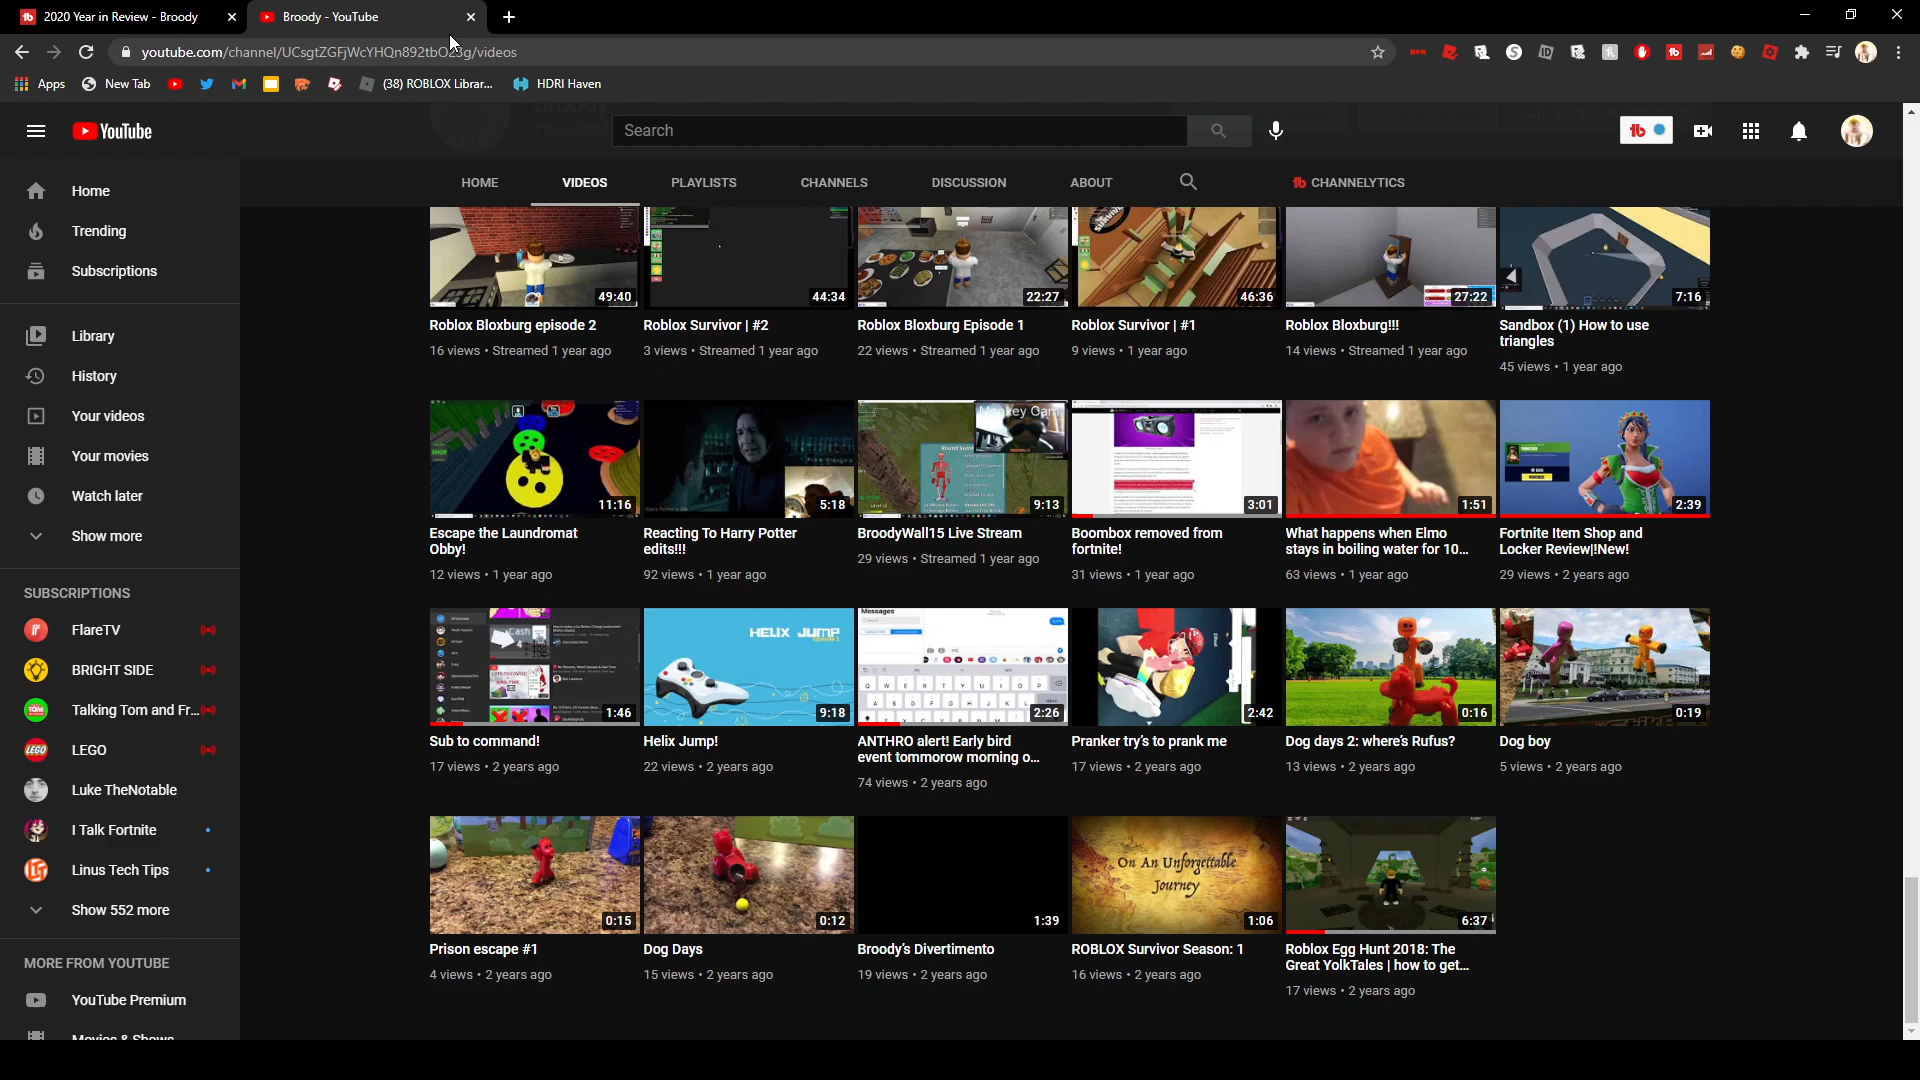 2020 Year in Review - Broody
Broody - YouTube
youtube.com/channel/UCsgtZGFjWcYHQn892tbO
g/videos
Apps
New Tab
(38) ROBLOX Librar...
HDRI Haven
YouTube
Search
HOME
VIDEOS
PLAYLISTS
CHANNELS
DISCUSSION
ABOUT
CHANNELYTICS
Home
Trending
Subscriptions
Library
History
Your videos
Your movies
Watch later
Show more
SUBSCRIPTIONS
FlareTV
BRIGHT SIDE
Talking Tom and Fr...
LEGO
Luke TheNotable
I Talk Fortnite
Linus Tech Tips
Show 552 more
MORE FROM YOUTUBE
YouTube Premium
Movies & Shows
49:40
Roblox Bloxburg episode 2
16 views • Streamed 1 year ago
44:34
Roblox Survivor | #2
3 views • Streamed 1 year ago
22:27
Roblox Bloxburg Episode 1
22 views • Streamed 1 year ago
46:36
Roblox Survivor | #1
9 views • 1 year ago
27:22
Roblox Bloxburg!!!
14 views • Streamed 1 year ago
7:16
Sandbox (1) How to use
triangles
45 views • 1 year ago
11:16
Escape the Laundromat
Obby!
12 views • 1 year ago
5:18
Reacting To Harry Potter
edits!!!
92 views • 1 year ago
Monkey Cam
9:13
BroodyWall15 Live Stream
29 views • Streamed 1 year ago
3:01
Boombox removed from
fortnite!
31 views • 1 year ago
1:51
What happens when Elmo
stays in boiling water for 10...
63 views • 1 year ago
2:39
Fortnite Item Shop and
Locker Review|!New!
29 views • 2 years ago
1:46
Sub to command!
17 views • 2 years ago
HELIX JUMP
9:18
Helix Jump!
22 views • 2 years ago
Messages
2:26
ANTHRO alert! Early bird
event tommorow morning o...
74 views • 2 years ago
2:42
Pranker try's to prank me
17 views • 2 years ago
0:16
Dog days 2: where's Rufus?
13 views • 2 years ago
0:19
Dog boy
5 views • 2 years ago
0:15
Prison escape #1
4 views • 2 years ago
0:12
Dog Days
15 views • 2 years ago
1:39
Broody's Divertimento
19 views • 2 years ago
On An Unforgettable
Journey
1:06
ROBLOX Survivor Season: 1
16 views • 2 years ago
6:37
Roblox Egg Hunt 2018: The
Great YolkTales | how to get...
17 views • 2 years ago